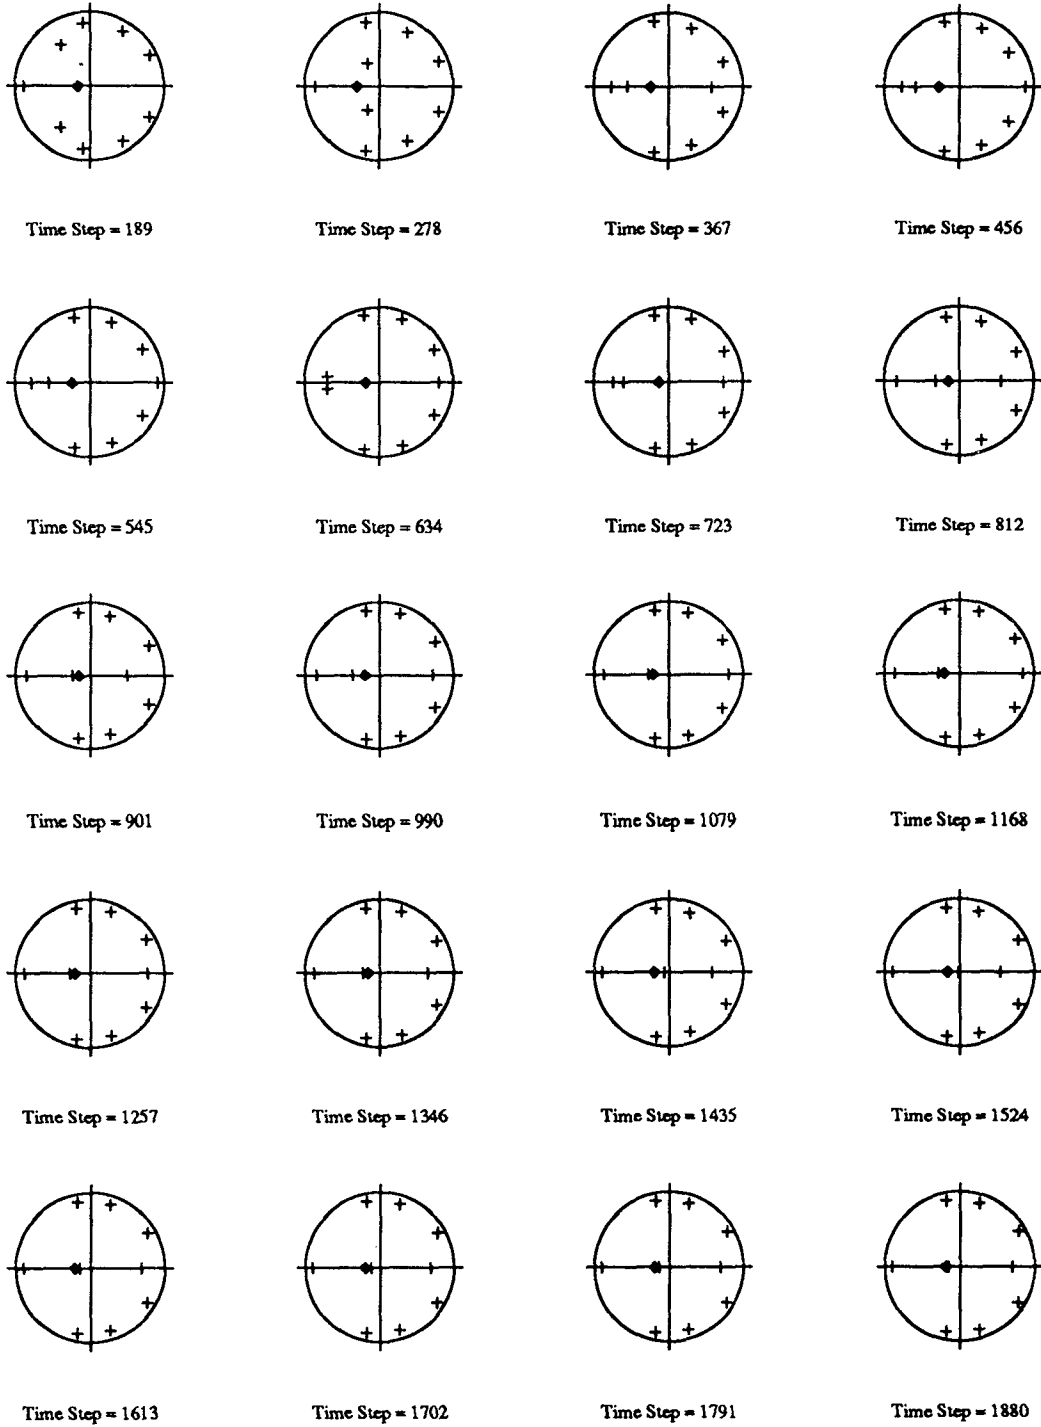 Time Step = 189
Time Step = 278
Time Step = 367
Time Step = 456
Time Step = 545
Time Step = 634
Time Step = 723
Time Step = 812
Time Step = 901
Time Step = 990
Time Step = 1079
Time Step = 1168
Time Step = 1257
Time Step = 1346
Time Step = 1435
Time Step = 1524
Time Step = 1613
Time Step = 1702
Time Step = 1791
Time Step = 1880